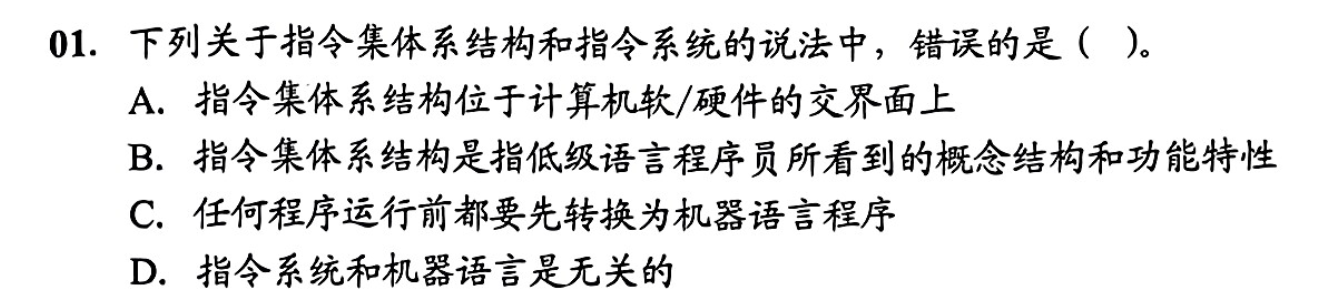 01. 下列关于指令集体系结构和指令系统的说法中，错误的是（ ）。
A. 指令集体系结构位于计算机软/硬件的交界面上
B. 指令集体系结构是指低级语言程序员所看到的概念结构和功能特性
C. 任何程序运行前都要先转换为机器语言程序
D. 指令系统和机器语言是无关的